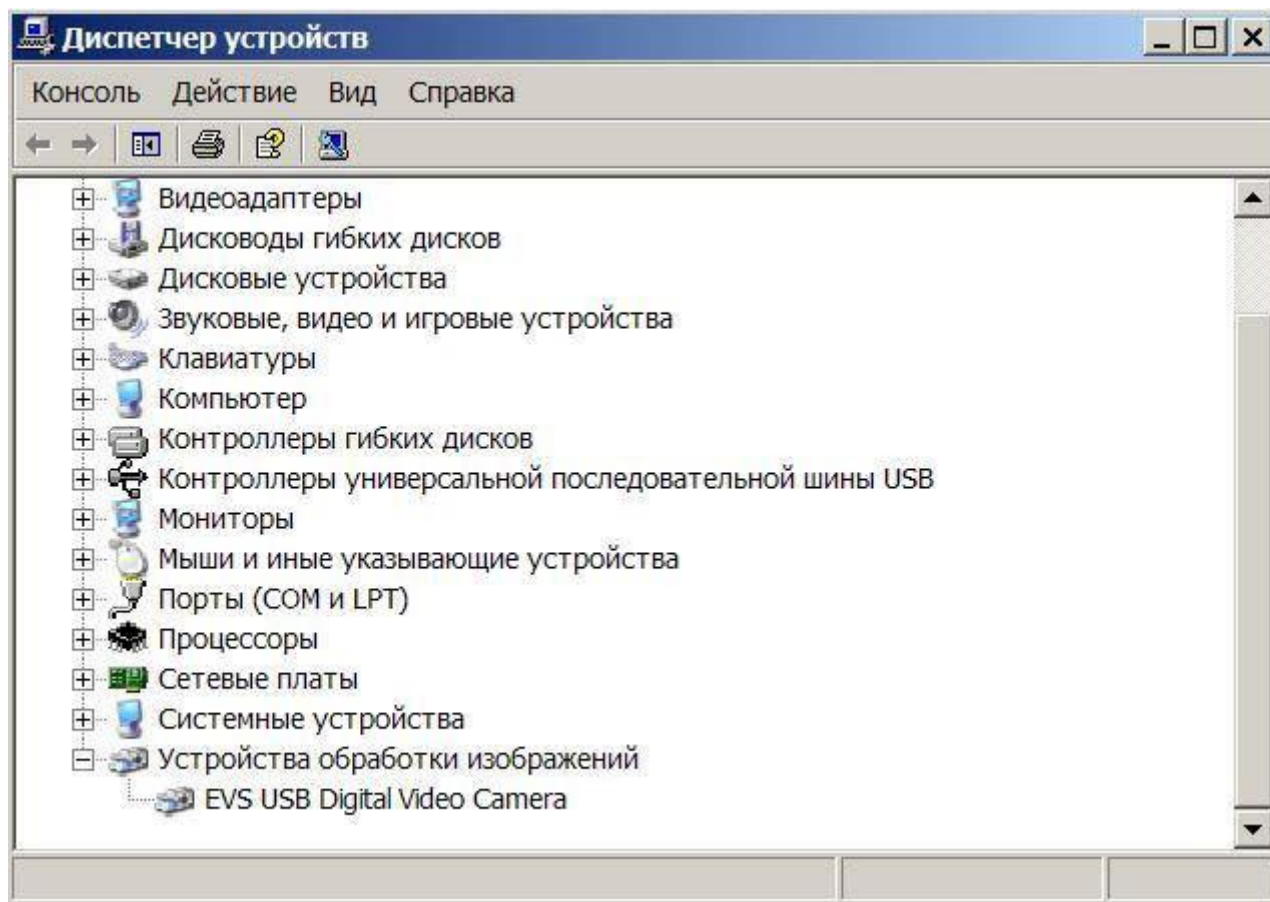 Диспетчер устройств
Консоль Действие Вид Справка
Видеоадаптеры
Дисководы гибких дисков
Дисковые устройства
Звуковые, видео и игровые устройства
Клавиатуры
Компьютер
Контроллеры гибких дисков
Контроллеры универсальной последовательной шины USB
Мониторы
Мыши и иные указывающие устройства
Порты (COM и LPT)
Процессоры
Сетевые платы
Системные устройства
Устройства обработки изображений
EVS USB Digital Video Camera